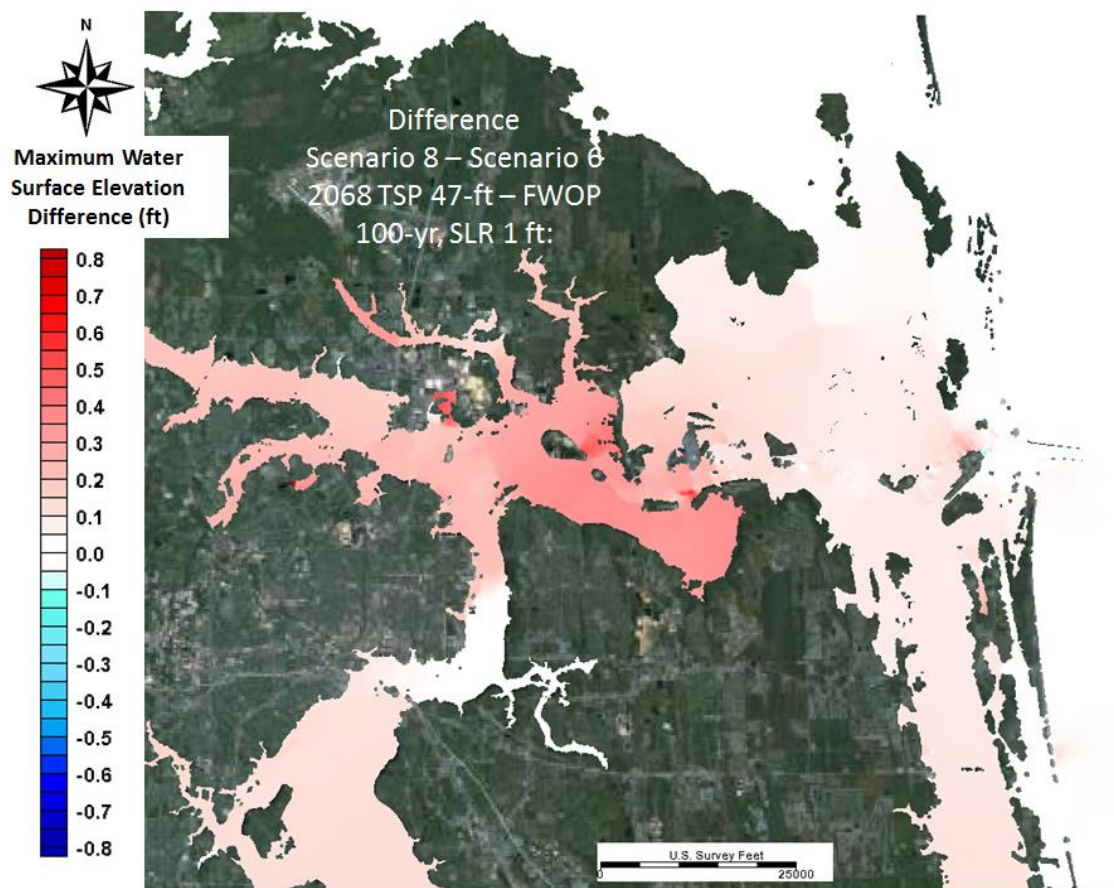 N
Maximum Water
Surface Elevation
Difference (ft)
Difference
Scenario 8 – Scenario 6
2068 TSP 47-ft – FWOP
100-yr, SLR 1 ft:
0.8
0.7
0.6
0.5
0.4
0.3
0.2
0.1
0.0
-0.1
-0.2
-0.3
-0.4
-0.5
-0.6
-0.7
-0.8
U.S. Survey Feet
0 25000